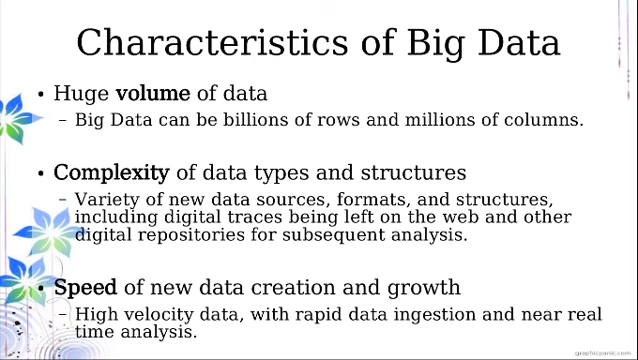 Characteristics of Big Data
• Huge volume of data
– Big Data can be billions of rows and millions of columns.
• Complexity of data types and structures
– Variety of new data sources, formats, and structures,
including digital traces being left on the web and other
digital repositories for subsequent analysis.
• Speed of new data creation and growth
– High velocity data, with rapid data ingestion and near real
time analysis.
graphicpanic.com